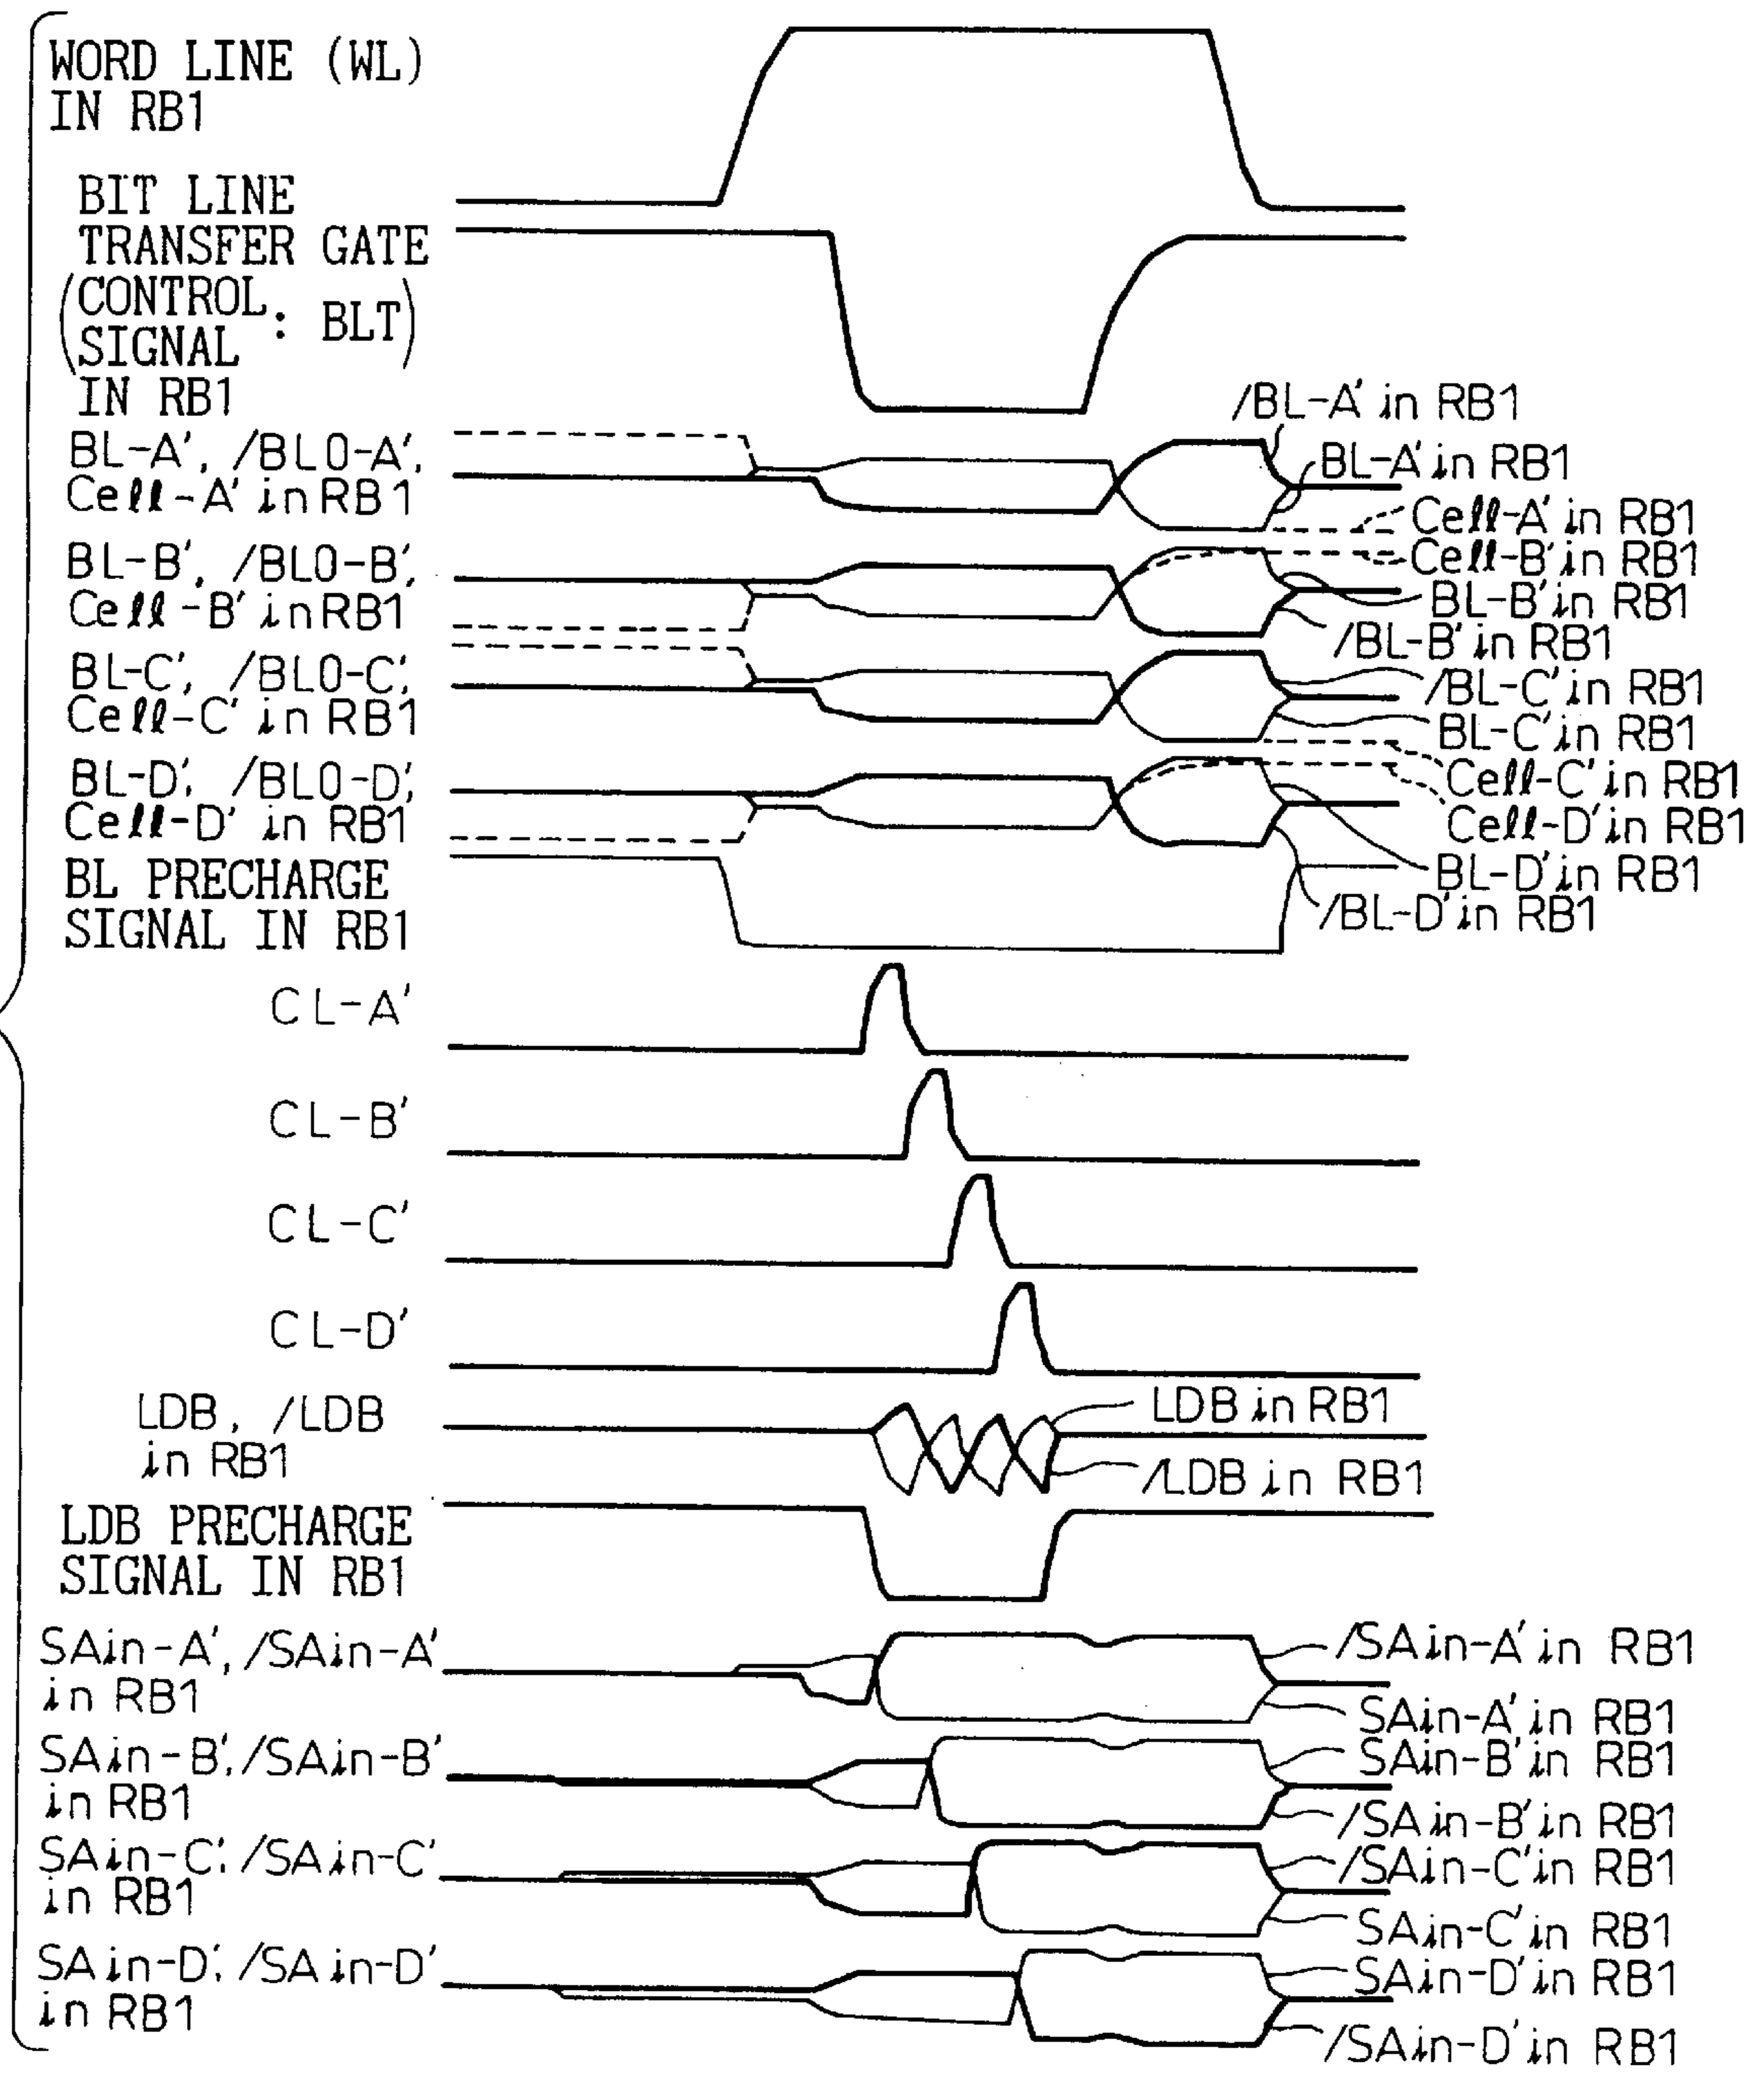 WORD LINE (WL)
IN RB1
BIT LINE
TRANSFER GATE
(CONTROL
SIGNAL : BLT)
IN RB1
/BL-A' in RB1
BL-A', /BL0-A',
Cell-A' in RB1
BL-A' in RB1
Cell-A' in RB1
BL-B', /BL0-B',
Cell-B' in RB1
Cell-B' in RB1
BL-B' in RB1
/BL-B' in RB1
BL-C', /BL0-C',
Cell-C' in RB1
/BL-C' in RB1
BL-C' in RB1
BL-D', /BL0-D',
Cell-D' in RB1
Cell-C' in RB1
Cell-D' in RB1
BL-D' in RB1
/BL-D' in RB1
BL PRECHARGE
SIGNAL IN RB1
CL-A'
CL-B'
CL-C'
CL-D'
LDB, /LDB
in RB1
LDB in RB1
/LDB in RB1
LDB PRECHARGE
SIGNAL IN RB1
SAin-A', /SAin-A'
in RB1
/SAin-A' in RB1
SAin-A' in RB1
SAin-B', /SAin-B'
in RB1
SAin-B' in RB1
/SAin-B' in RB1
SAin-C', /SAin-C'
in RB1
/SAin-C' in RB1
SAin-C' in RB1
SAin-D', /SAin-D'
in RB1
SAin-D' in RB1
/SAin-D' in RB1